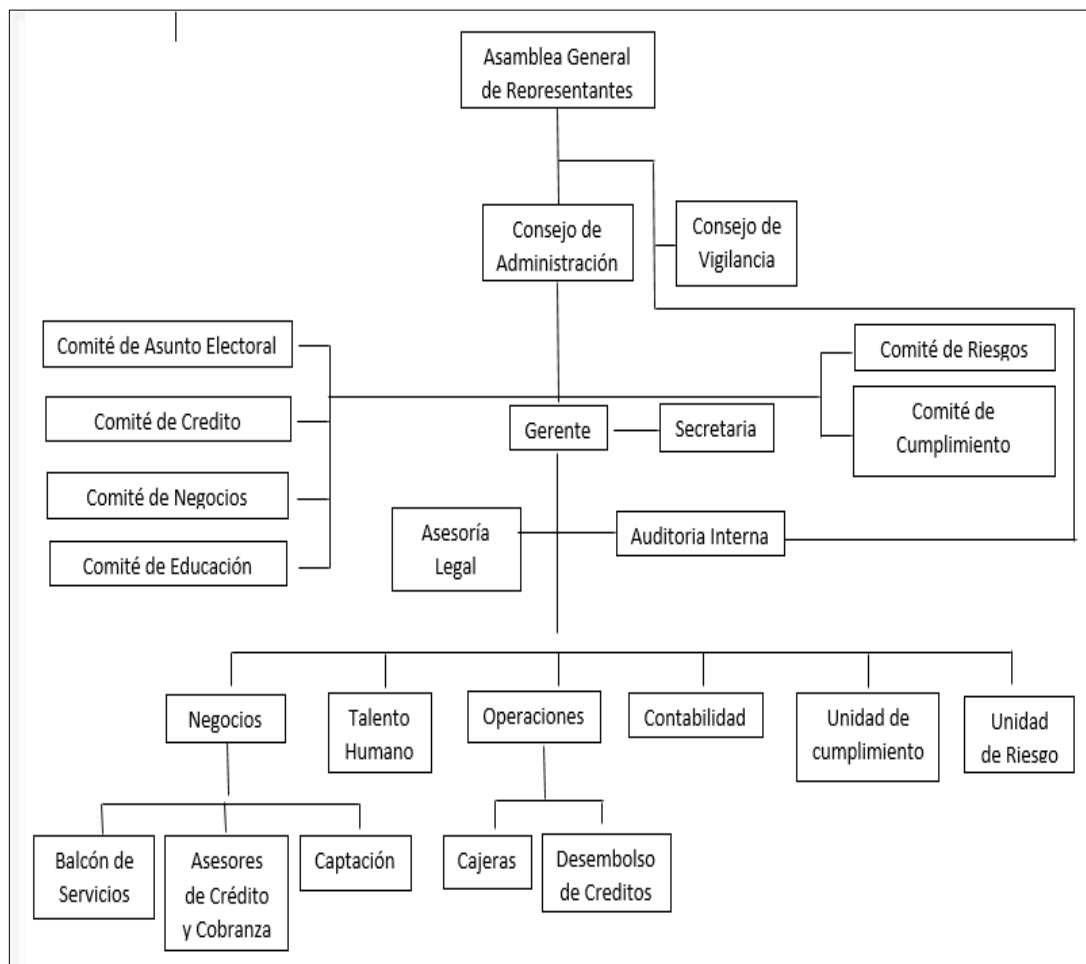 Asamblea General
de Representantes
Consejo de
Administración
Consejo de
Vigilancia
Comité de Asunto Electoral
Comité de Credito
Comité de Negocios
Comité de Educación
Comité de Riesgos
Comité de
Cumplimiento
Gerente
Secretaria
Asesoría
Legal
Auditoria Interna
Negocios
Talento
Humano
Operaciones
Contabilidad
Unidad de
cumplimiento
Unidad
de Riesgo
Balcón de
Servicios
Asesores
de Crédito
y Cobranza
Captación
Cajeras
Desembolso
de Creditos